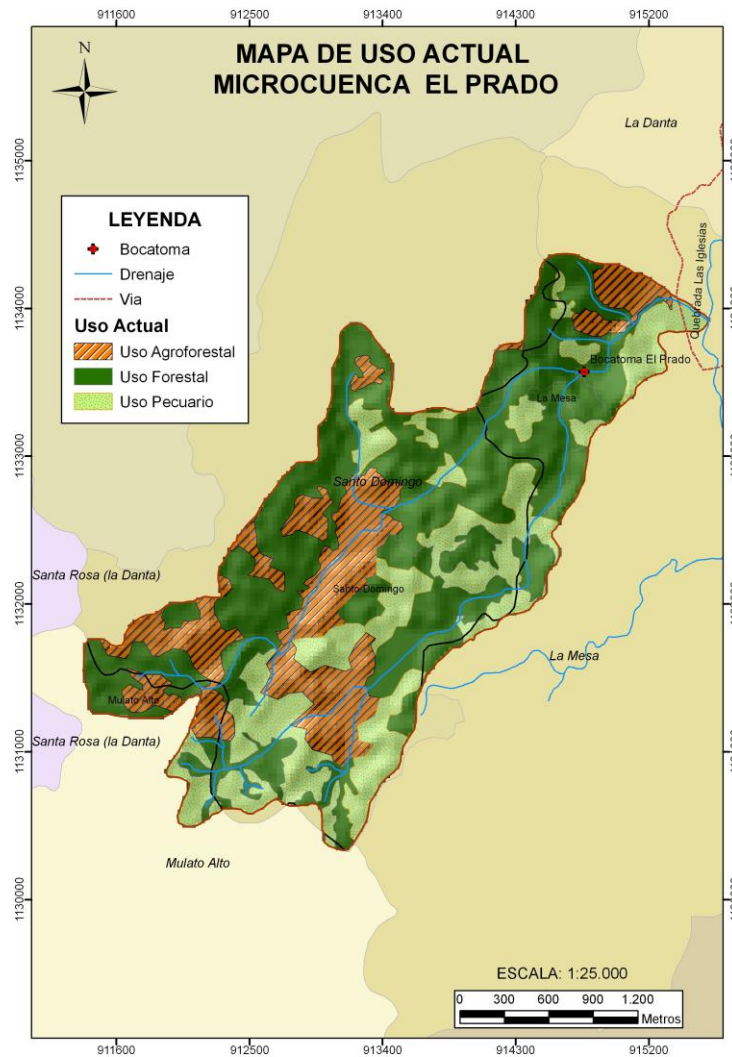 911600 912500 913400 914300 915200
N
MAPA DE USO ACTUAL
MICROCUENCA EL PRADO
La Danta
1135000
LEYENDA
Bocatoma
Drenaje
Via
Uso Actual
Uso Agroforestal
Uso Forestal
Uso Pecuario
1134000
Quebrada Las Iglesias
Bocatoma El Prado
La Mesa
1133000
Santo Domingo
Santa Rosa (la Danta)
Santo Domingo
1132000
La Mesa
Mulato Alto
Santa Rosa (la Danta)
1131000
Mulato Alto
1130000
ESCALA: 1:25.000
0 300 600 900 1.200
Metros
911600 912500 913400 914300 915200